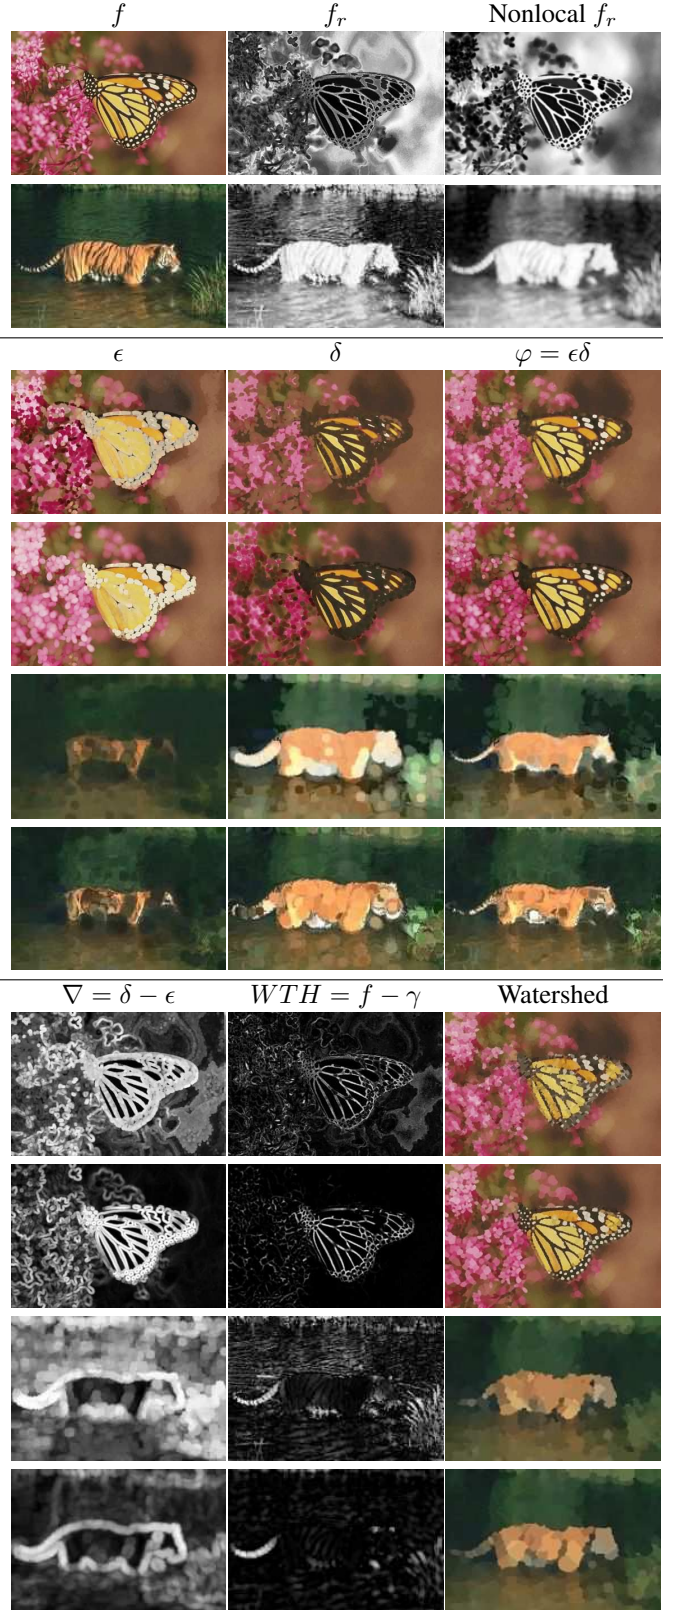 f f_r Nonlocal f_r
ϵ δ φ = ϵδ
∇ = δ − ϵ WTH = f − γ Watershed